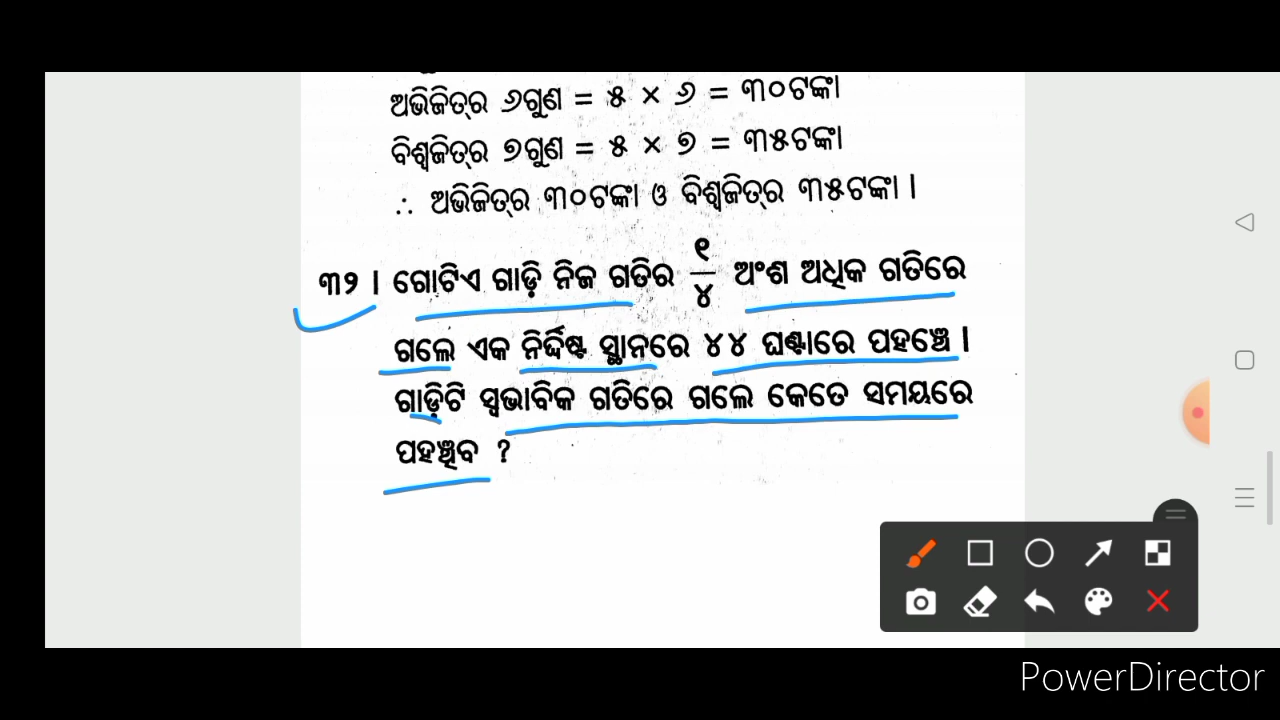 ଅଭିଜିତ୍‌ର ୬ଗୁଣ = ୫ × ୬ = ୩୦ଟଙ୍କା
ବିଶ୍ୱଜିତ୍‌ର ୭ଗୁଣ = ୫ × ୭ = ୩୫ଟଙ୍କା
∴ ଅଭିଜିତ୍‌ର ୩୦ଟଙ୍କା ଓ ବିଶ୍ୱଜିତ୍‌ର ୩୫ଟଙ୍କା ।
୩୨ । ଗୋଟିଏ ଗାଡ଼ି ନିଜ ଗତିର ୧/୪ ଅଂଶ ଅଧିକ ଗତିରେ
ଗଲେ ଏକ ନିର୍ଦ୍ଦିଷ୍ଟ ସ୍ଥାନରେ ୪୪ ଘଣ୍ଟାରେ ପହଞ୍ଚେ ।
ଗାଡ଼ିଟି ସ୍ୱଭାବିକ ଗତିରେ ଗଲେ କେତେ ସମୟରେ
ପହଞ୍ଚିବ ?
PowerDirector